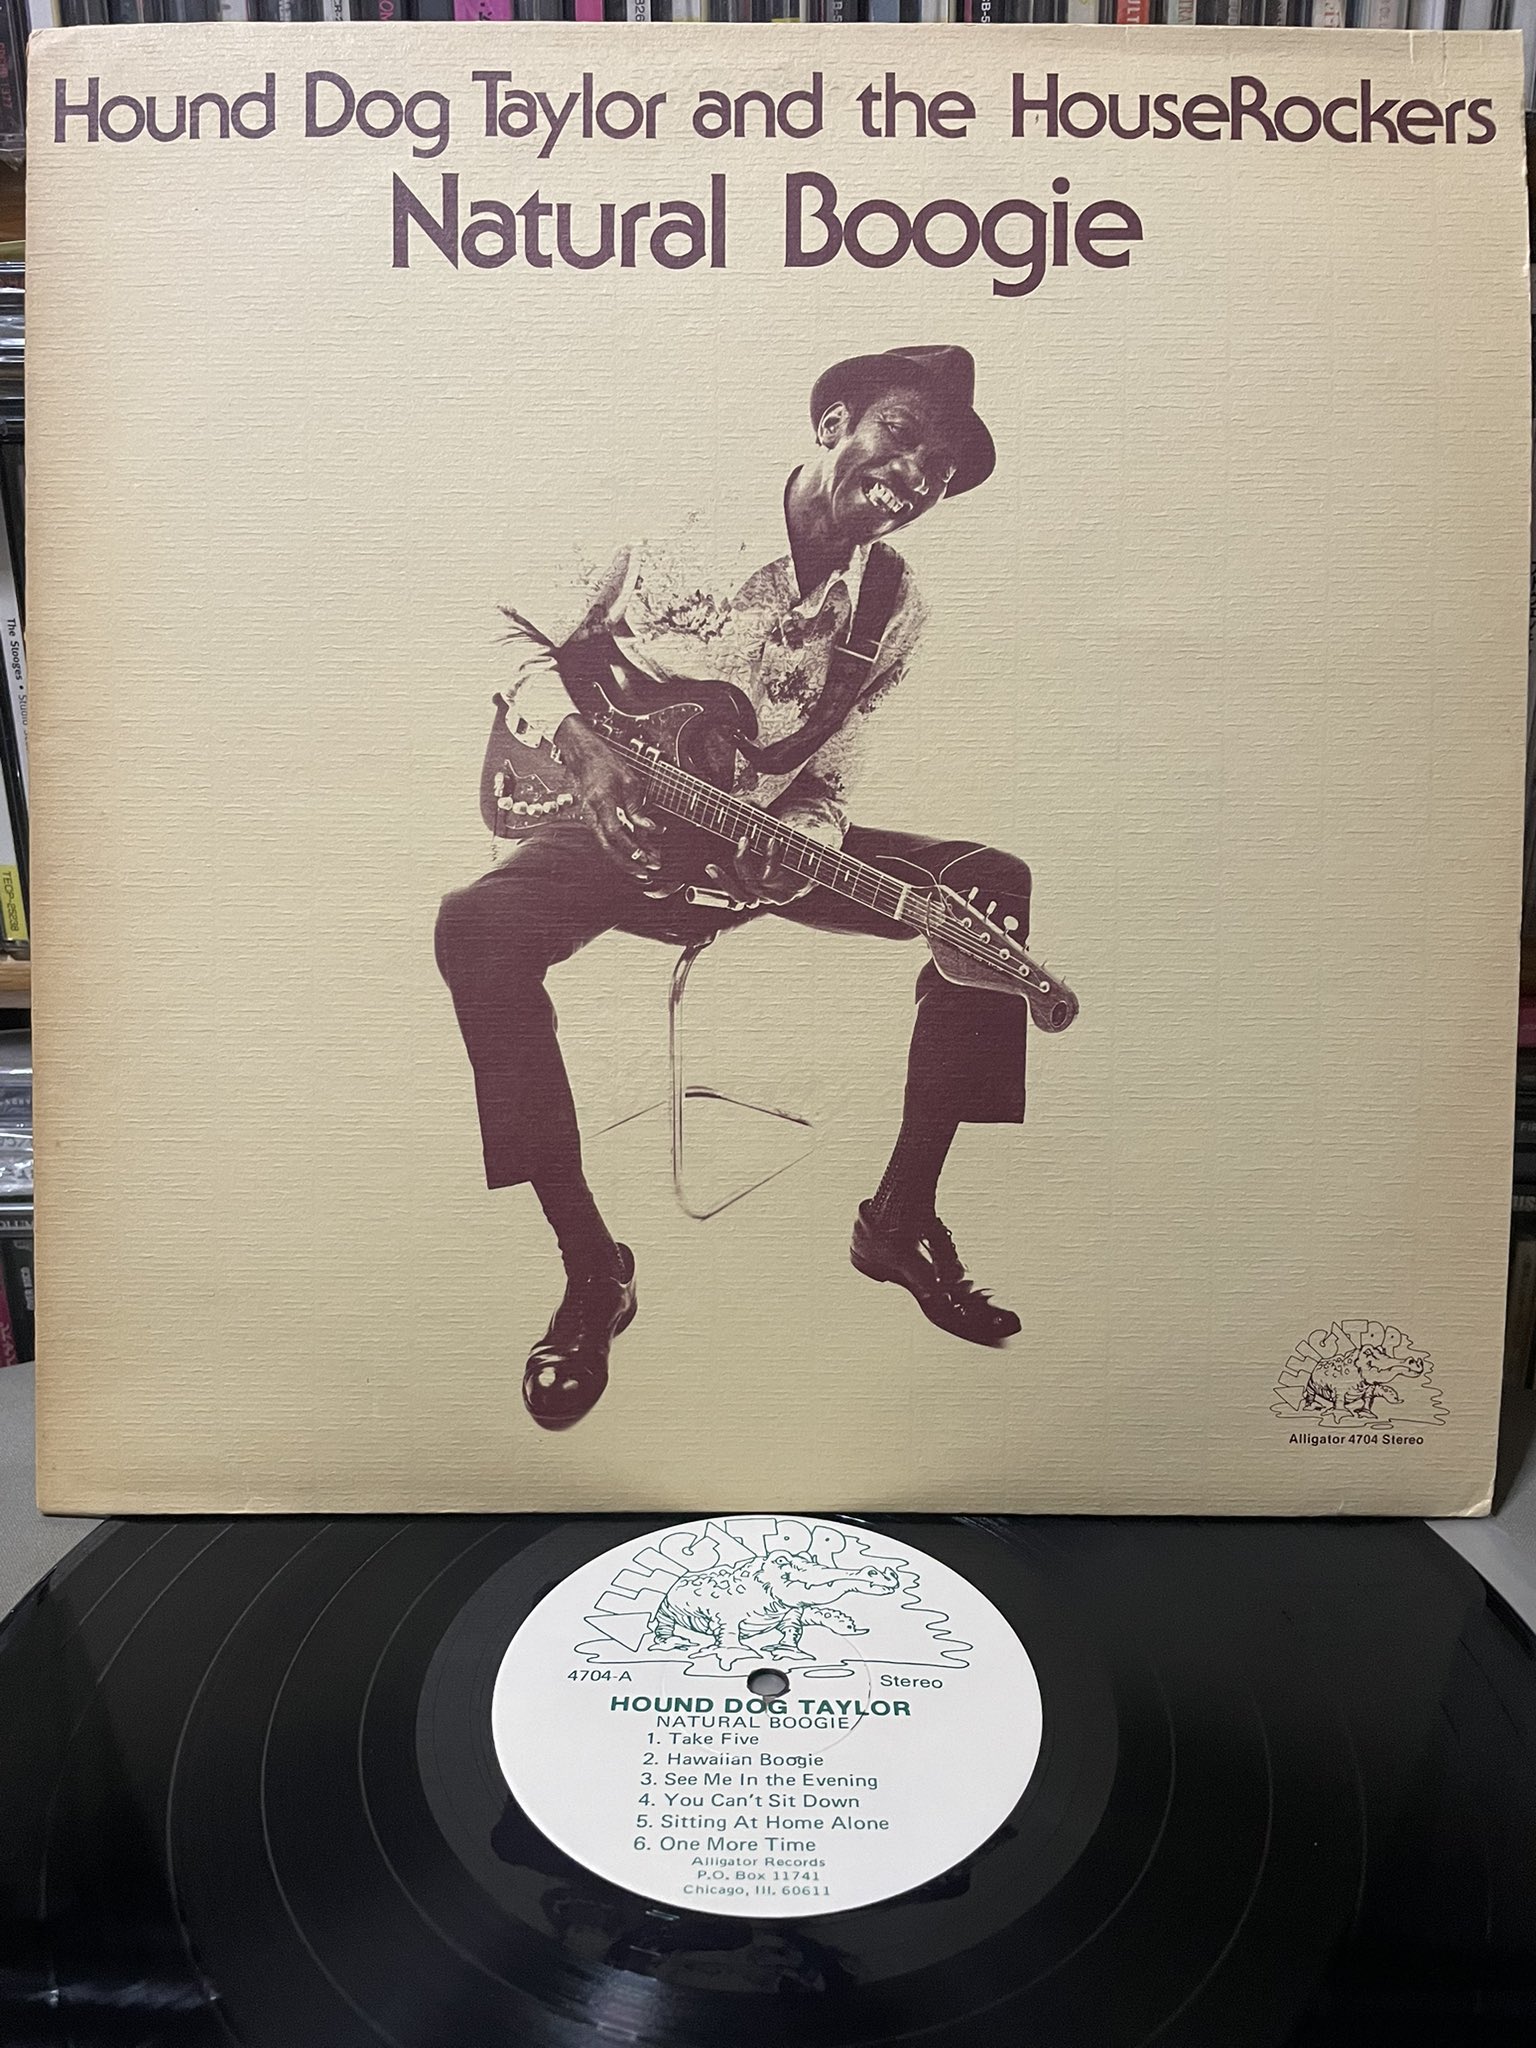 Hound Dog Taylor and the HouseRockers
Natural Boogie
The Stooges
TECP-25238
ALLIGATOR
Alligator 4704 Stereo
ALLIGATOR
4704-A
Stereo
HOUND DOG TAYLOR
NATURAL BOOGIE
1. Take Five
2. Hawaiian Boogie
3. See Me In the Evening
4. You Can't Sit Down
5. Sitting At Home Alone
6. One More Time
Alligator Records
P.O. Box 11741
Chicago, Ill. 60611